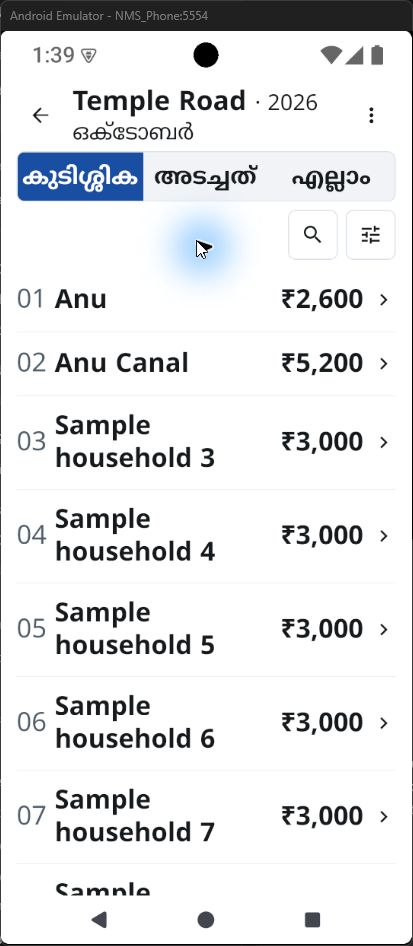 Android Emulator - NMS_Phone:5554
1:39
Temple Road · 2026
ഒക്ടോബർ
കുടിശ്ശിക അടച്ചത് എല്ലാം
01 Anu ₹2,600
02 Anu Canal ₹5,200
03 Sample household 3 ₹3,000
04 Sample household 4 ₹3,000
05 Sample household 5 ₹3,000
06 Sample household 6 ₹3,000
07 Sample household 7 ₹3,000
Sample